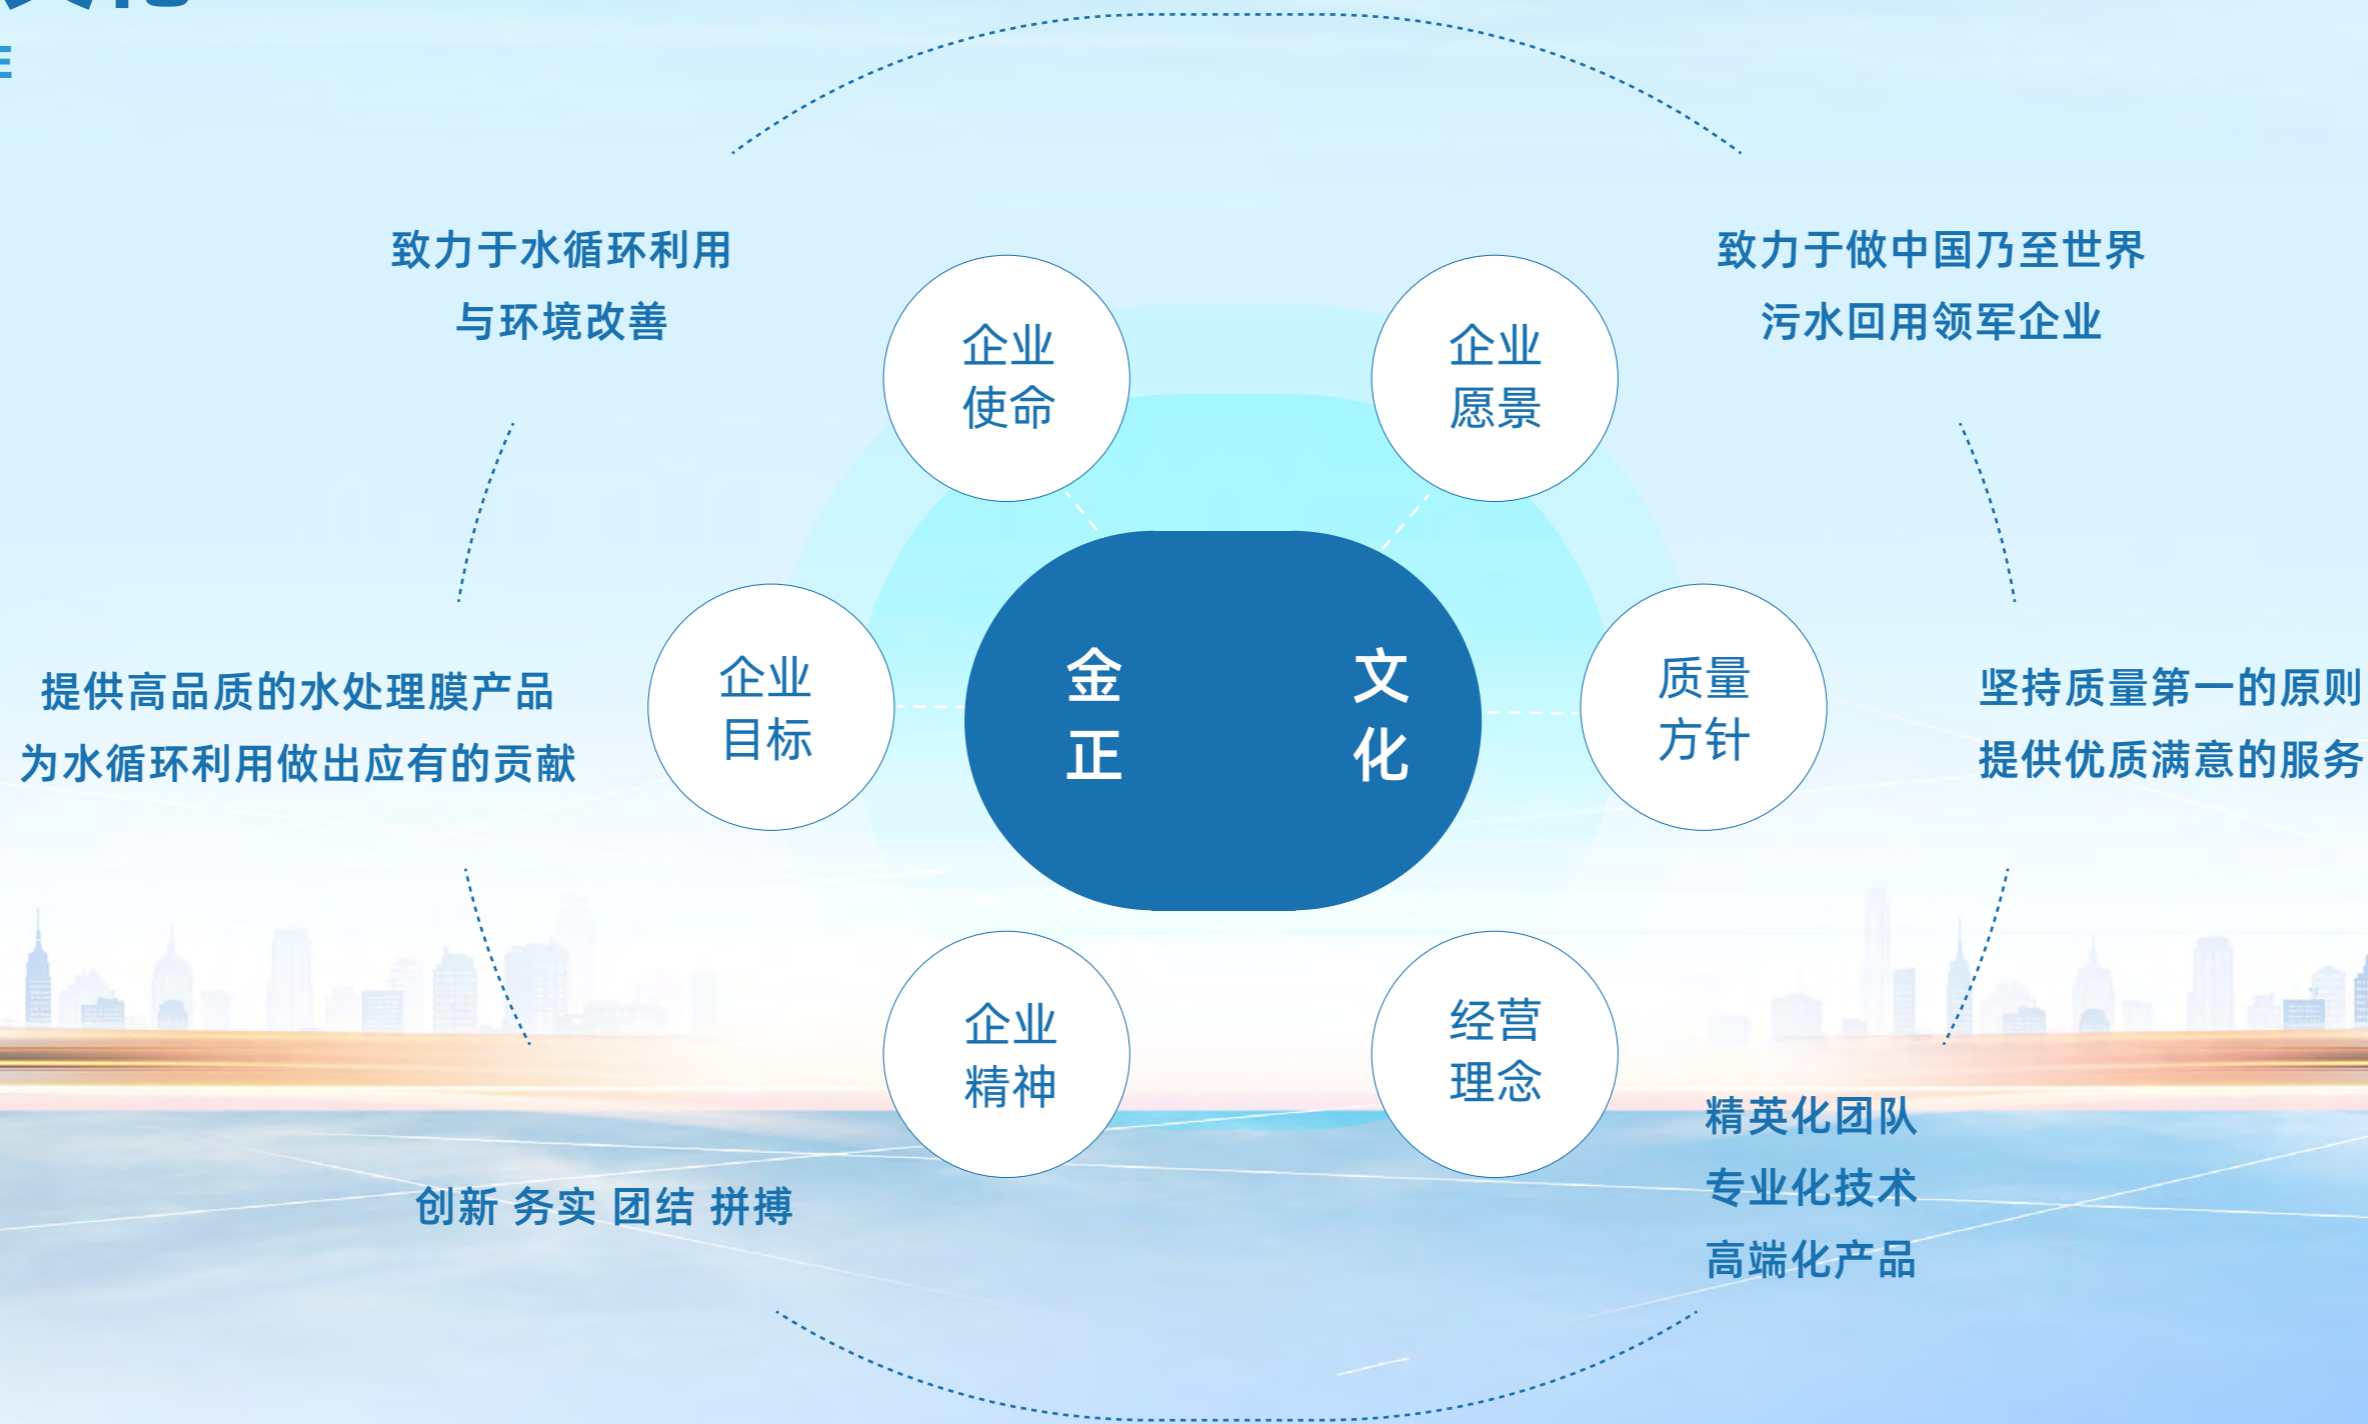 致力于水循环利用
与环境改善
企业
使命
企业
愿景
致力于做中国乃至世界
污水回用领军企业
提供高品质的水处理膜产品
为水循环利用做出应有的贡献
企业
目标
金正
文化
质量
方针
坚持质量第一的原则
提供优质满意的服务
企业
精神
创新 务实 团结 拼搏
经营
理念
精英化团队
专业化技术
高端化产品